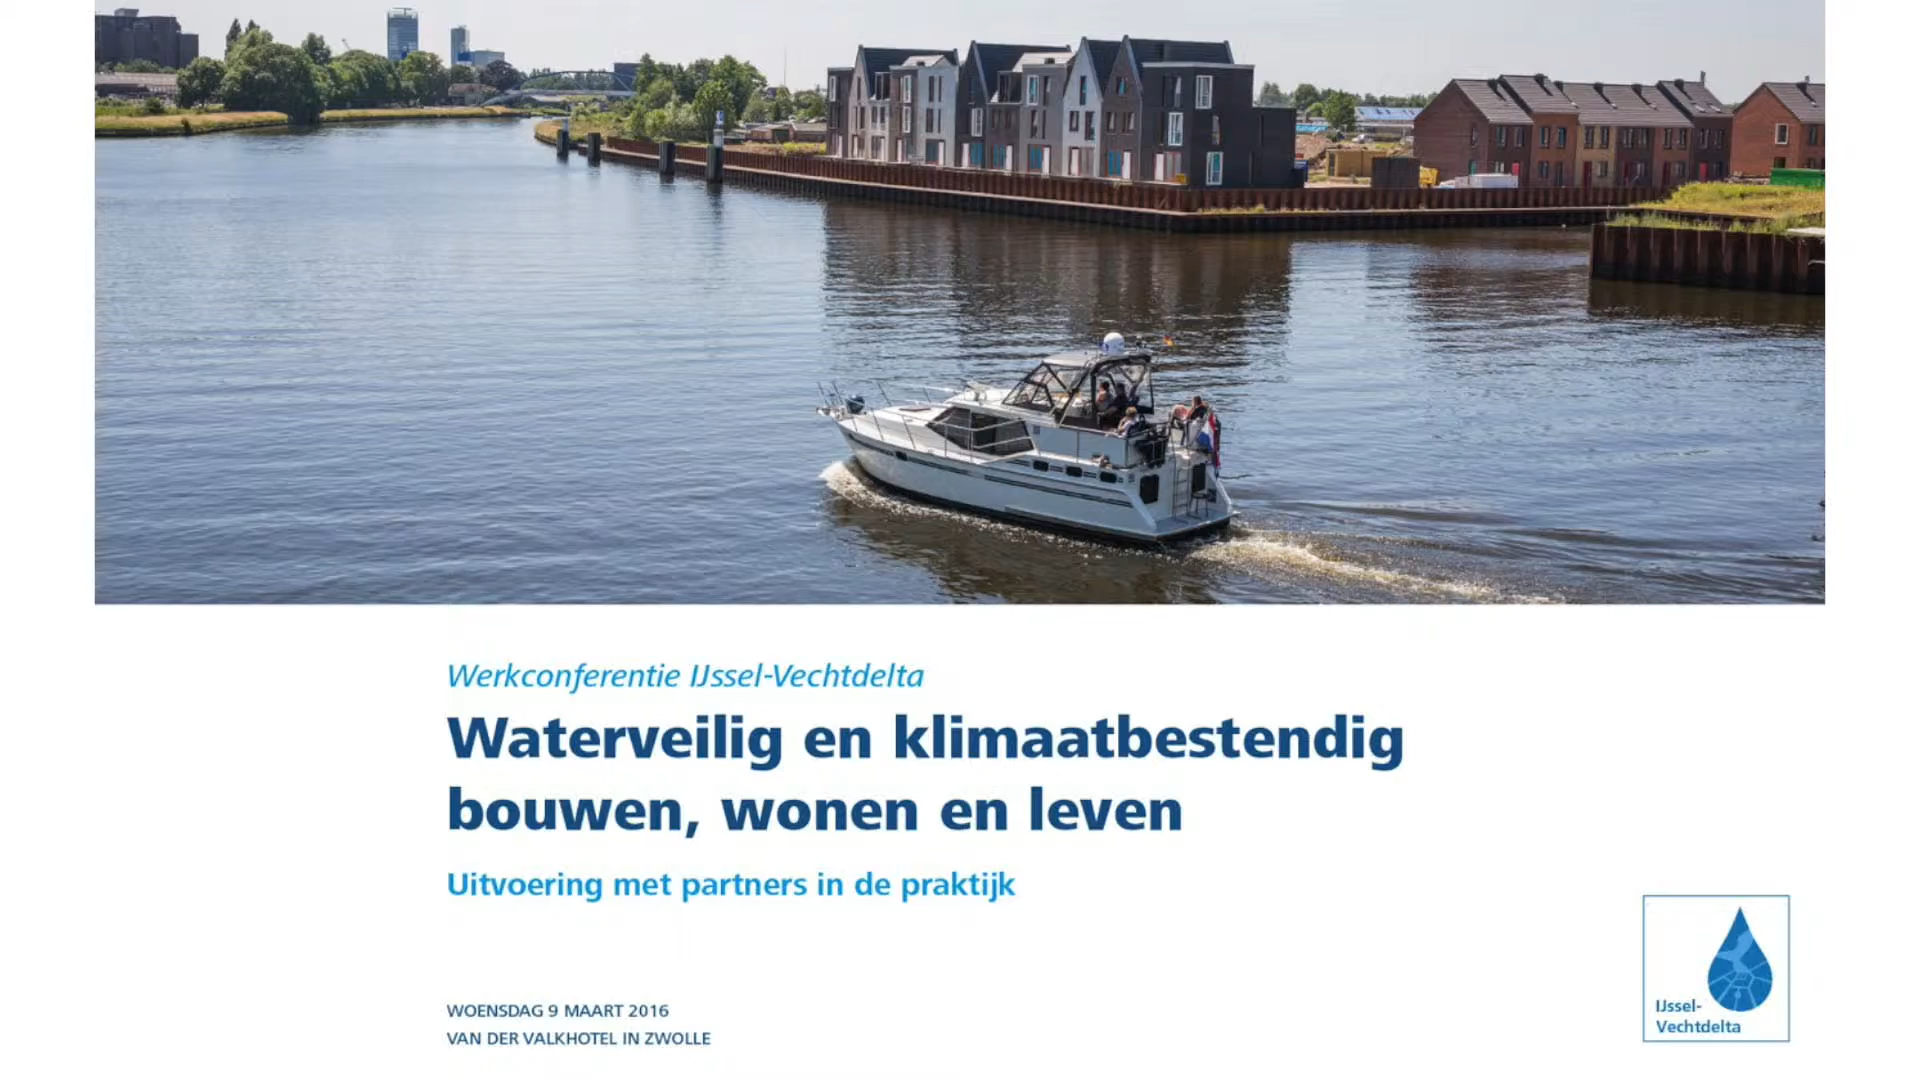 Werkconferentie IJssel-Vechtdelta
Waterveilig en klimaatbestendig
bouwen, wonen en leven
Uitvoering met partners in de praktijk
WOENSDAG 9 MAART 2016
VAN DER VALKHOTEL IN ZWOLLE
IJssel-
Vechtdelta